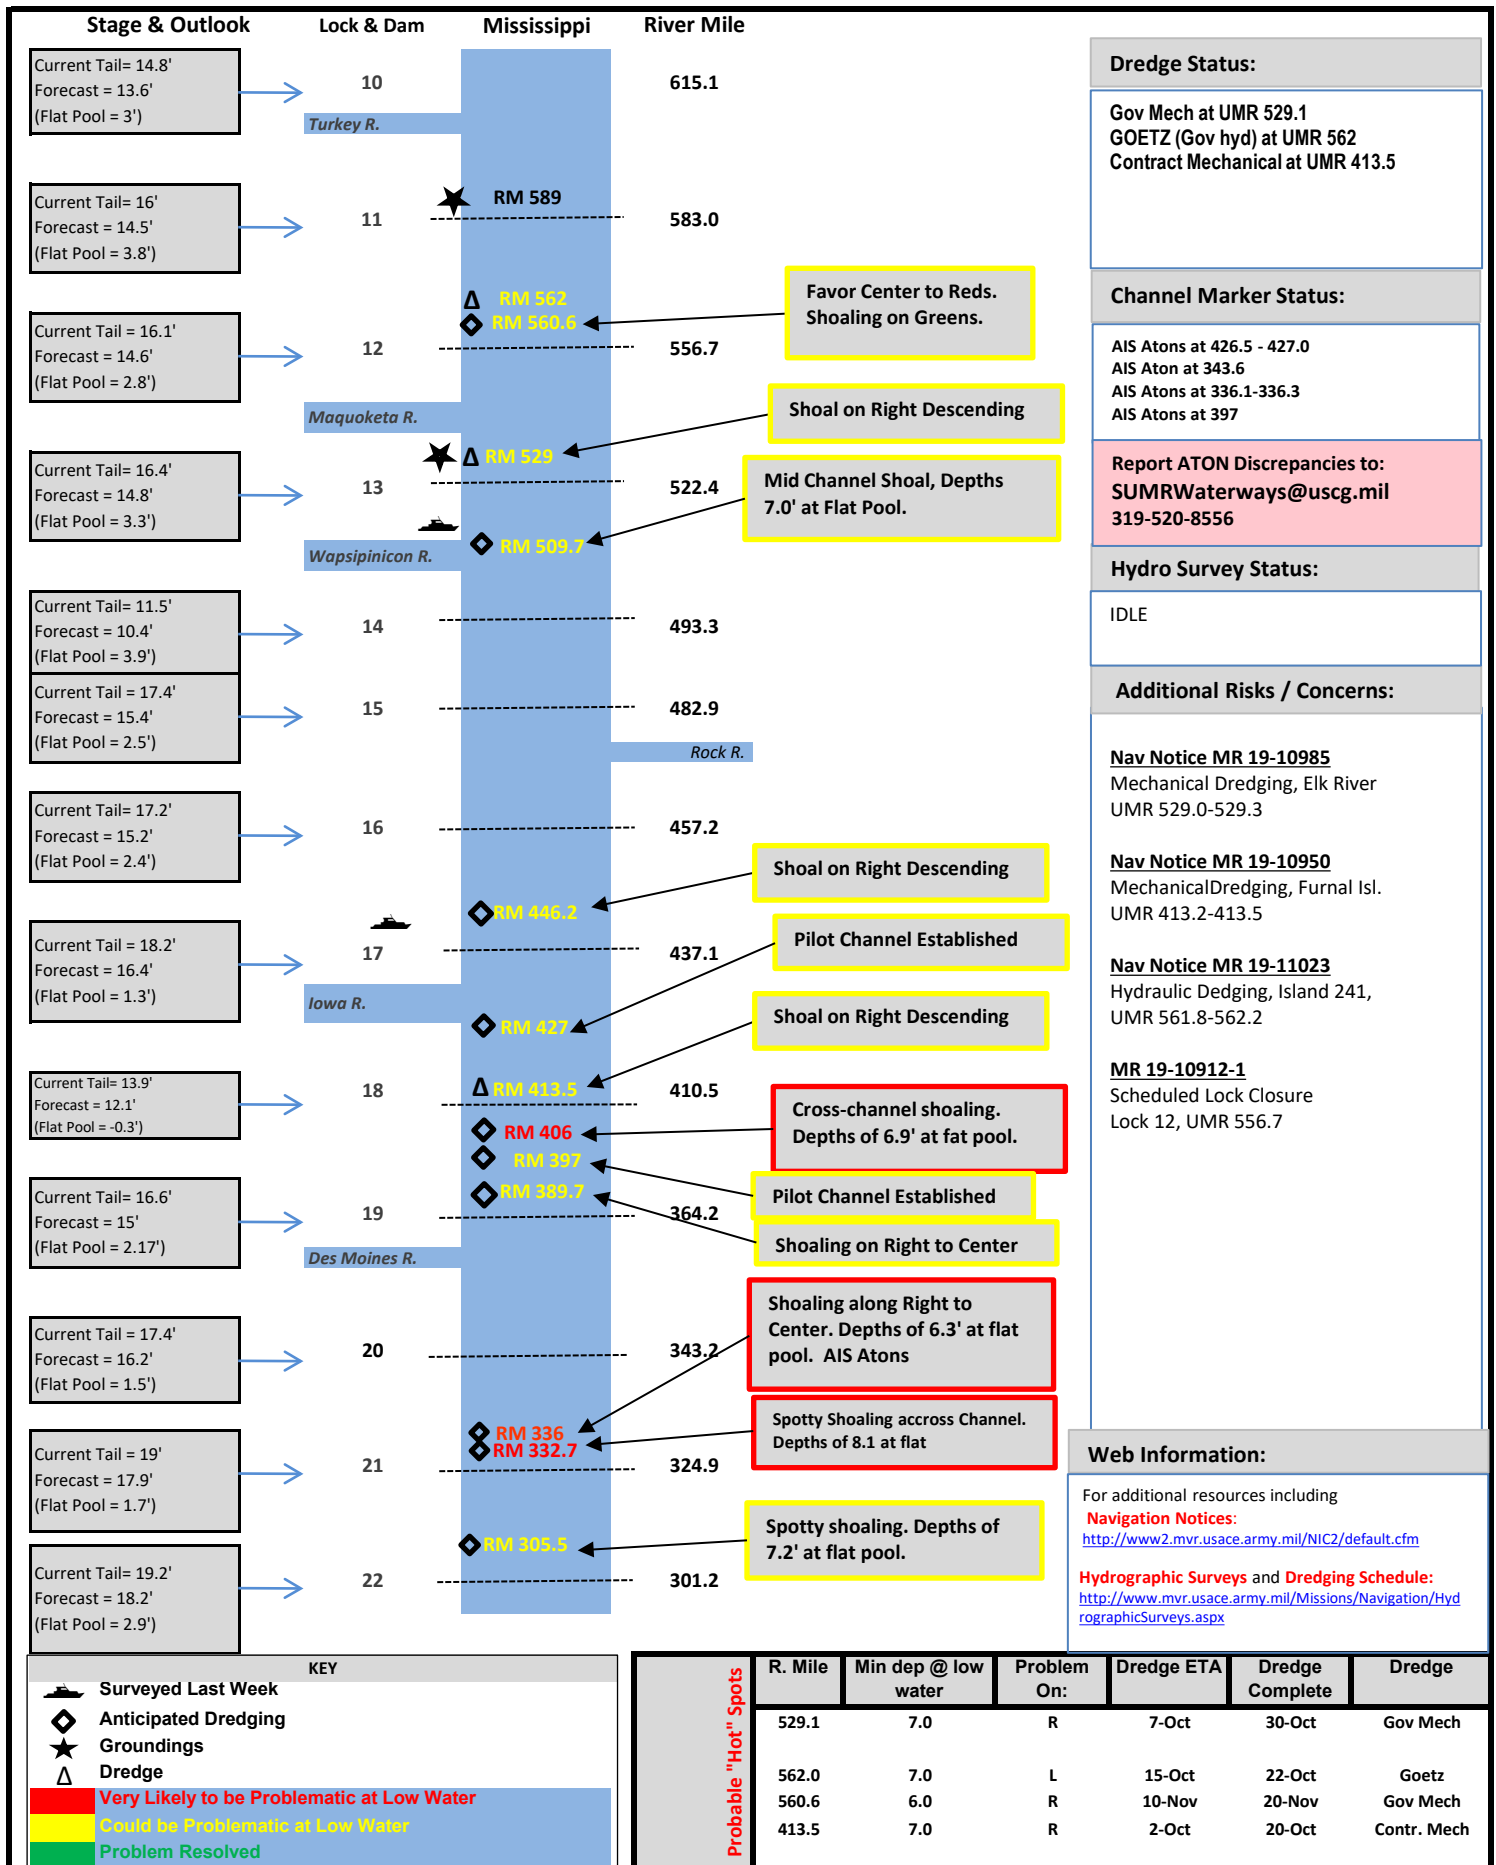 Stage & Outlook
Lock & Dam
Mississippi
River Mile
Current Tail= 14.8'
Forecast = 13.6'
(Flat Pool = 3')
10
615.1
Turkey R.
Current Tail= 16'
Forecast = 14.5'
(Flat Pool = 3.8')
RM 589
11
583.0
RM 562
RM 560.6
Favor Center to Reds.
Shoaling on Greens.
Current Tail = 16.1'
Forecast = 14.6'
(Flat Pool = 2.8')
12
556.7
Maquoketa R.
Shoal on Right Descending
RM 529
Current Tail= 16.4'
Forecast = 14.8'
(Flat Pool = 3.3')
13
522.4
Mid Channel Shoal, Depths
7.0' at Flat Pool.
RM 509.7
Wapsipinicon R.
Current Tail= 11.5'
Forecast = 10.4'
(Flat Pool = 3.9')
14
493.3
Current Tail = 17.4'
Forecast = 15.4'
(Flat Pool = 2.5')
15
482.9
Rock R.
Current Tail= 17.2'
Forecast = 15.2'
(Flat Pool = 2.4')
16
457.2
Shoal on Right Descending
RM 446.2
Current Tail = 18.2'
Forecast = 16.4'
(Flat Pool = 1.3')
17
437.1
Pilot Channel Established
Iowa R.
RM 427
Shoal on Right Descending
Current Tail= 13.9'
Forecast = 12.1'
(Flat Pool = -0.3')
18
RM 413.5
410.5
Cross-channel shoaling.
Depths of 6.9' at fat pool.
RM 406
RM 397
Pilot Channel Established
RM 389.7
Current Tail= 16.6'
Forecast = 15'
(Flat Pool = 2.17')
19
364.2
Shoaling on Right to Center
Des Moines R.
Shoaling along Right to
Center. Depths of 6.3' at flat
pool.  AIS Atons
Current Tail = 17.4'
Forecast = 16.2'
(Flat Pool = 1.5')
20
343.2
RM 336
RM 332.7
Spotty Shoaling accross Channel.
Depths of 8.1 at flat
Current Tail = 19'
Forecast = 17.9'
(Flat Pool = 1.7')
21
324.9
Spotty shoaling. Depths of
7.2' at flat pool.
RM 305.5
Current Tail= 19.2'
Forecast = 18.2'
(Flat Pool = 2.9')
22
301.2
Dredge Status:
Gov Mech at UMR 529.1
GOETZ (Gov hyd) at UMR 562
Contract Mechanical at UMR 413.5
Channel Marker Status:
AIS Atons at 426.5 - 427.0
AIS Aton at 343.6
AIS Atons at 336.1-336.3
AIS Atons at 397
Report ATON Discrepancies to:
SUMRWaterways@uscg.mil
319-520-8556
Hydro Survey Status:
IDLE
Additional Risks / Concerns:
Nav Notice MR 19-10985
Mechanical Dredging, Elk River
UMR 529.0-529.3
Nav Notice MR 19-10950
MechanicalDredging, Furnal Isl.
UMR 413.2-413.5
Nav Notice MR 19-11023
Hydraulic Dedging, Island 241,
UMR 561.8-562.2
MR 19-10912-1
Scheduled Lock Closure
Lock 12, UMR 556.7
Web Information:
For additional resources including
Navigation Notices:
http://www2.mvr.usace.army.mil/NIC2/default.cfm
Hydrographic Surveys and Dredging Schedule:
http://www.mvr.usace.army.mil/Missions/Navigation/Hyd
rographicSurveys.aspx
KEY
Surveyed Last Week
Anticipated Dredging
Groundings
Dredge
Very Likely to be Problematic at Low Water
Could be Problematic at Low Water
Problem Resolved
Probable "Hot" Spots
R. Mile Min dep @ low water Problem On: Dredge ETA Dredge Complete Dredge
529.1 7.0 R 7-Oct 30-Oct Gov Mech
562.0 7.0 L 15-Oct 22-Oct Goetz
560.6 6.0 R 10-Nov 20-Nov Gov Mech
413.5 7.0 R 2-Oct 20-Oct Contr. Mech